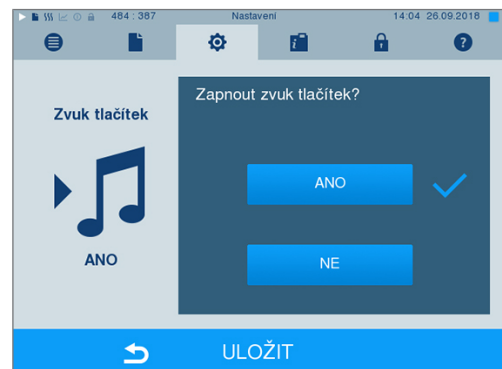 484 : 387 Nastavení 14:04 26.09.2018
Zvuk tlačítek
ANO
Zapnout zvuk tlačítek?
ANO
NE
ULOŽIT